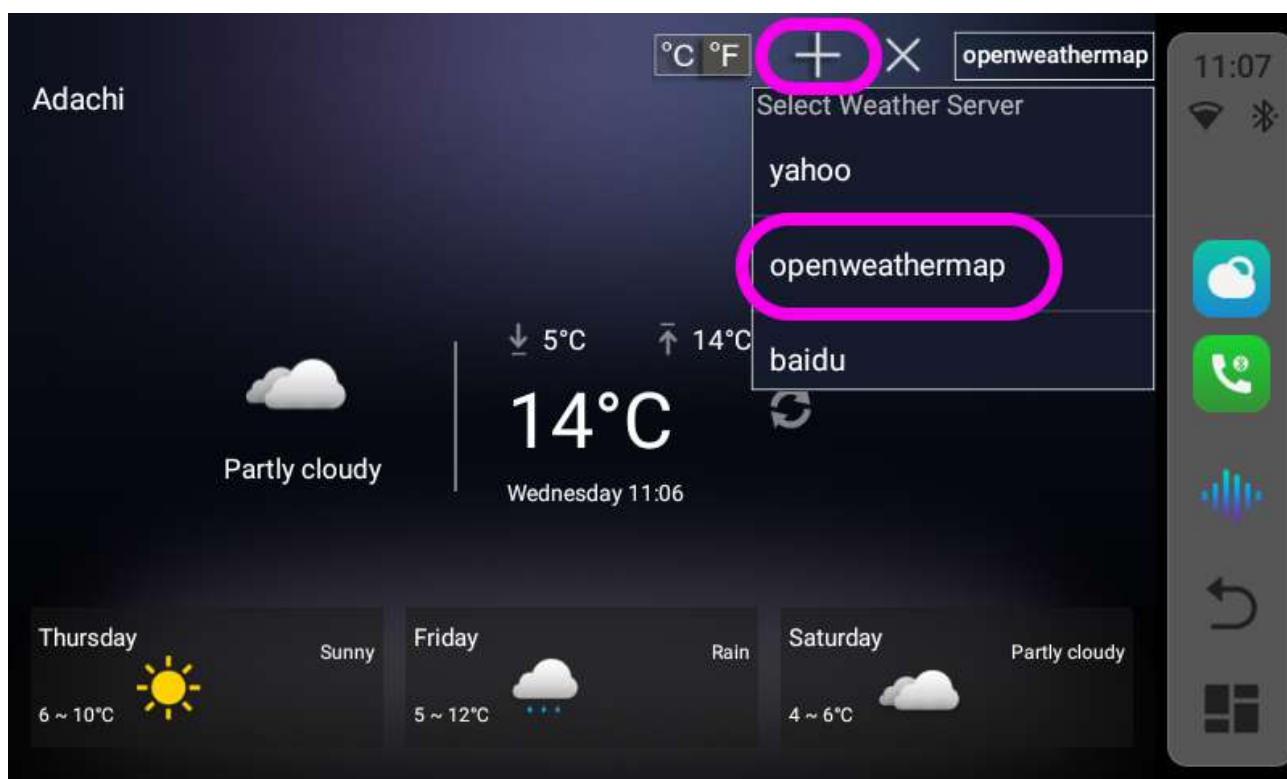 °C °F
openweathermap
11:07
Adachi
Select Weather Server
yahoo
openweathermap
baidu
5°C
14°C
14°C
Partly cloudy
Wednesday 11:06
Thursday
Sunny
6 ~ 10°C
Friday
Rain
5 ~ 12°C
Saturday
Partly cloudy
4 ~ 6°C